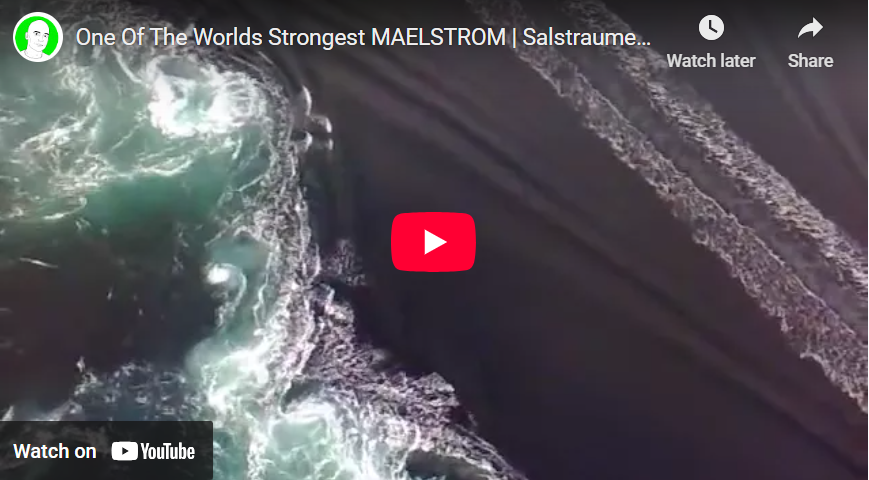 One Of The Worlds Strongest MAELSTROM | Salstraume...
Watch later
Share
Watch on YouTube